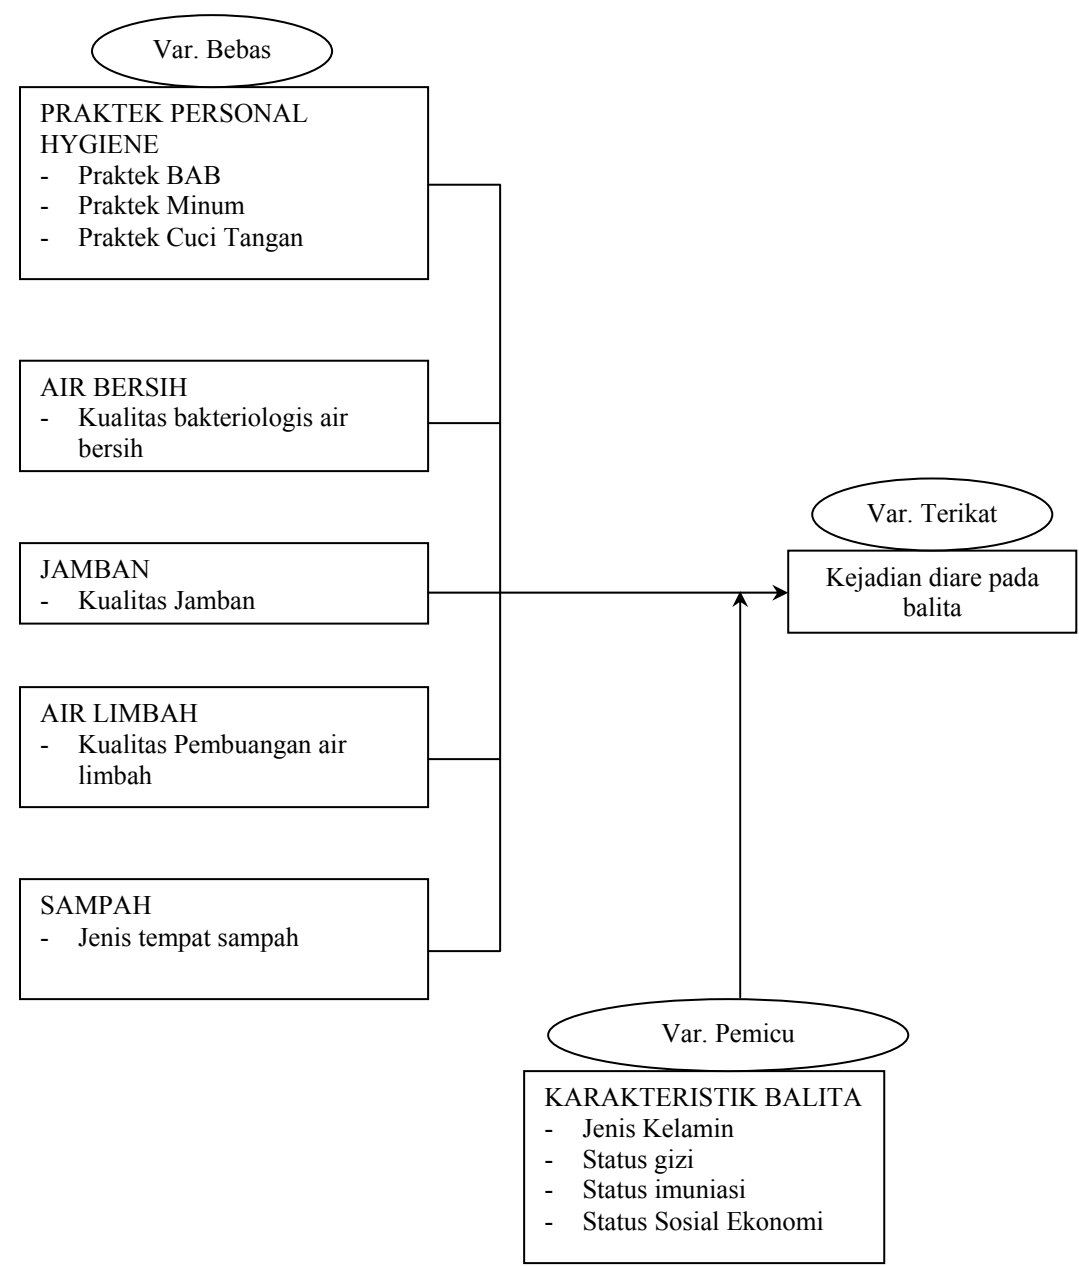 Var. Bebas
PRAKTEK PERSONAL
HYGIENE
- Praktek BAB
- Praktek Minum
- Praktek Cuci Tangan
AIR BERSIH
- Kualitas bakteriologis air
bersih
JAMBAN
- Kualitas Jamban
AIR LIMBAH
- Kualitas Pembuangan air
limbah
SAMPAH
- Jenis tempat sampah
Var. Terikat
Kejadian diare pada
balita
Var. Pemicu
KARAKTERISTIK BALITA
- Jenis Kelamin
- Status gizi
- Status imuniasi
- Status Sosial Ekonomi